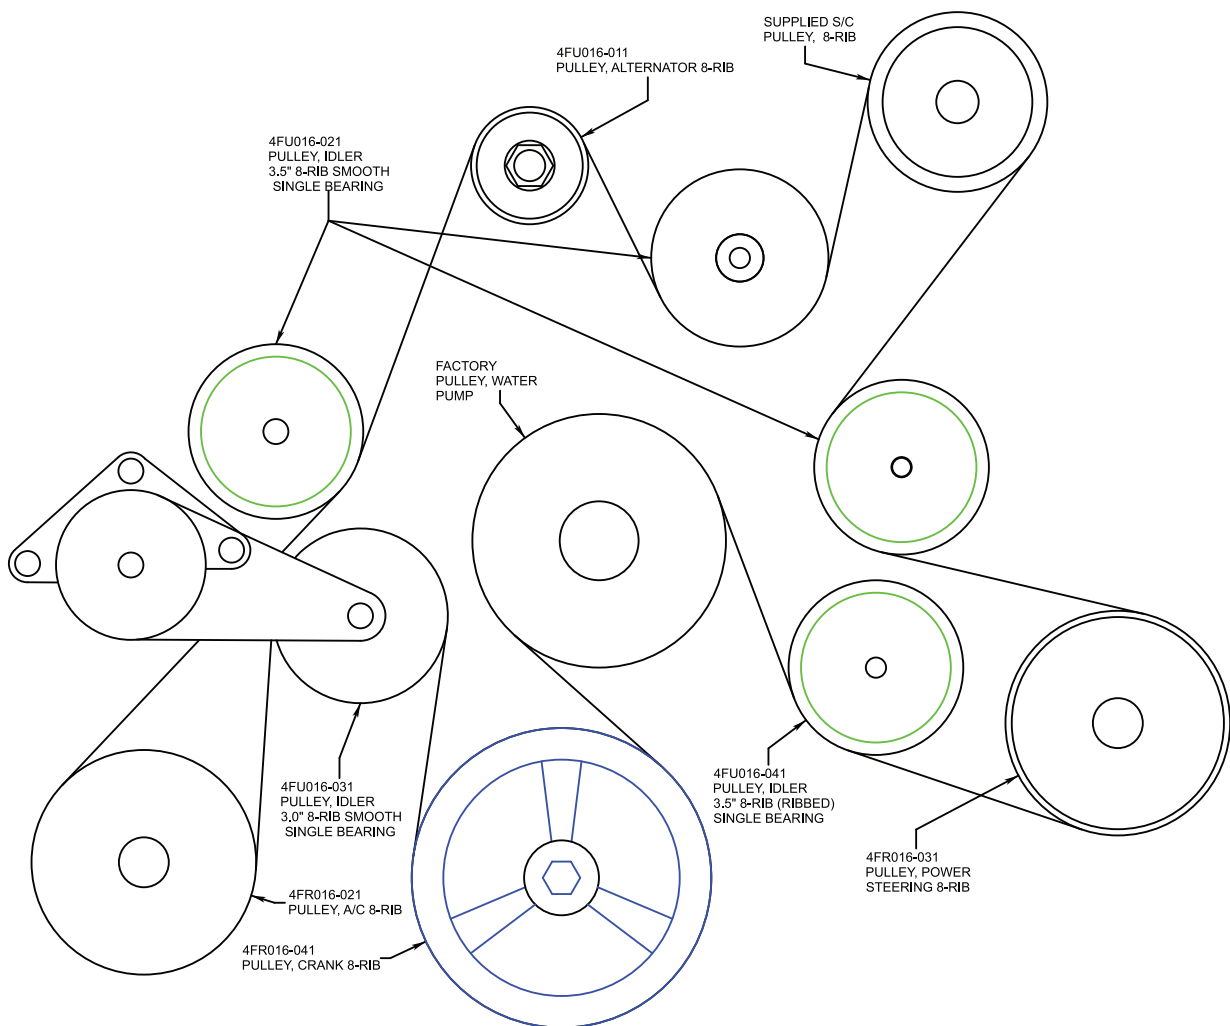 SUPPLIED S/C
PULLEY, 8-RIB
4FU016-011
PULLEY, ALTERNATOR 8-RIB
4FU016-021
PULLEY, IDLER
3.5" 8-RIB SMOOTH
SINGLE BEARING
FACTORY
PULLEY, WATER
PUMP
4FU016-031
PULLEY, IDLER
3.0" 8-RIB SMOOTH
SINGLE BEARING
4FU016-041
PULLEY, IDLER
3.5" 8-RIB (RIBBED)
SINGLE BEARING
4FR016-031
PULLEY, POWER
STEERING 8-RIB
4FR016-021
PULLEY, A/C 8-RIB
4FR016-041
PULLEY, CRANK 8-RIB